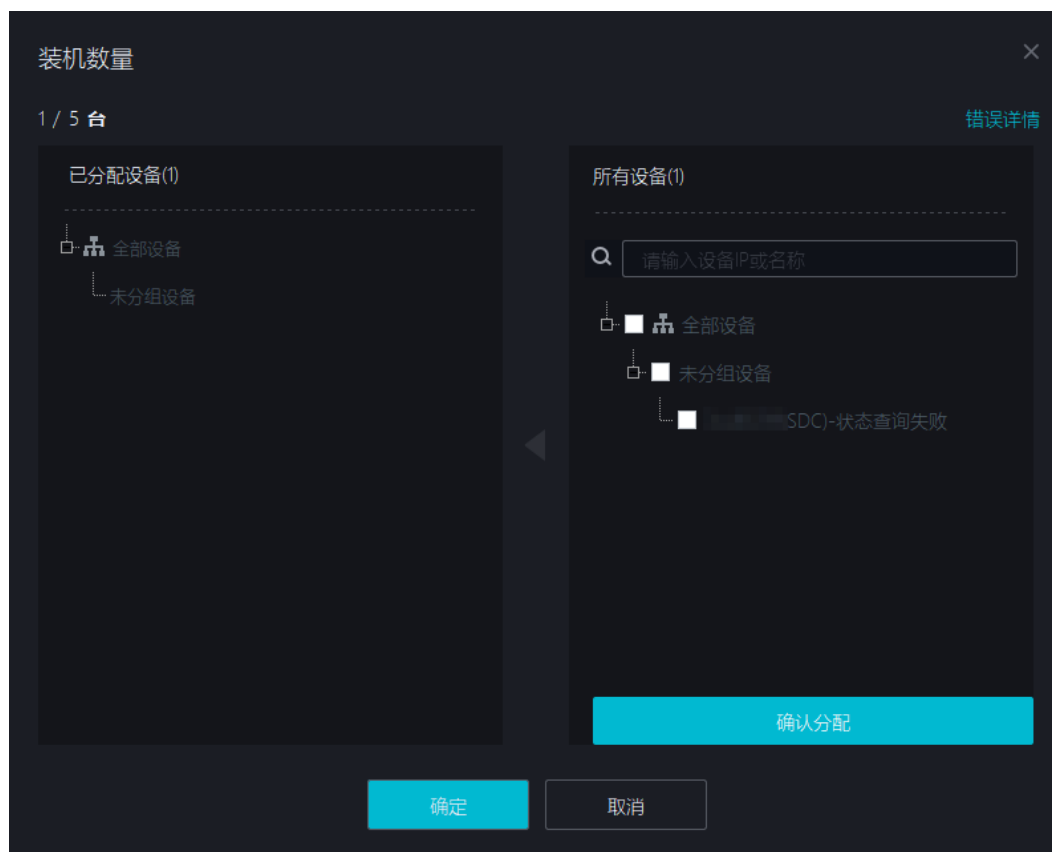 装机数量
1 / 5 台
错误详情
已分配设备(1)
全部设备
未分组设备
所有设备(1)
请输入设备IP或名称
全部设备
未分组设备
SDC)-状态查询失败
确认分配
确定
取消